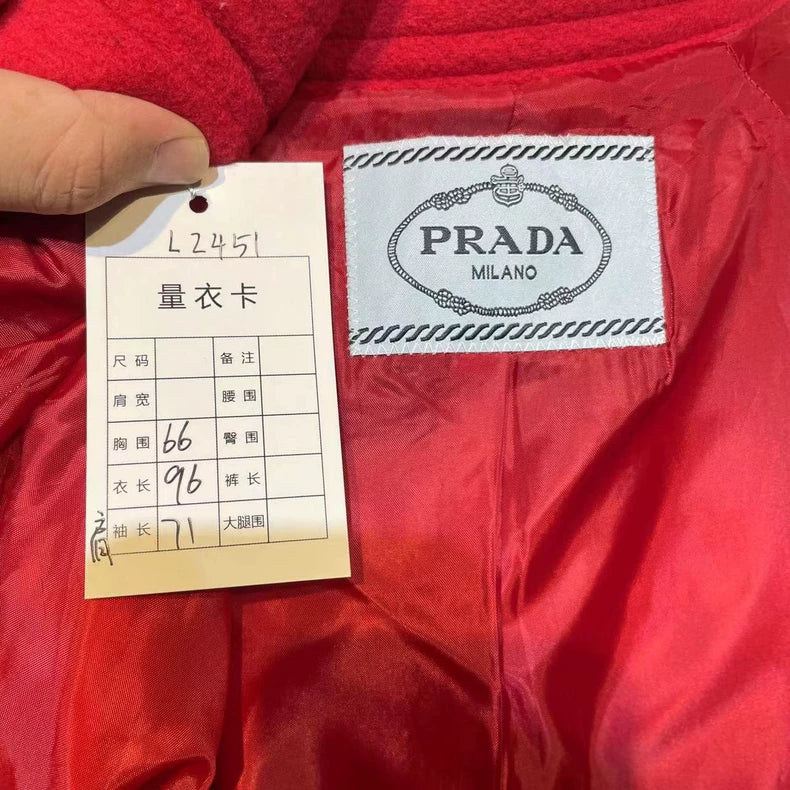 L2451
量衣卡
尺码 备注
肩宽 腰围
胸围 66 臀围
衣长 96 裤长
肩 袖长 71 大腿围
PRADA
MILANO